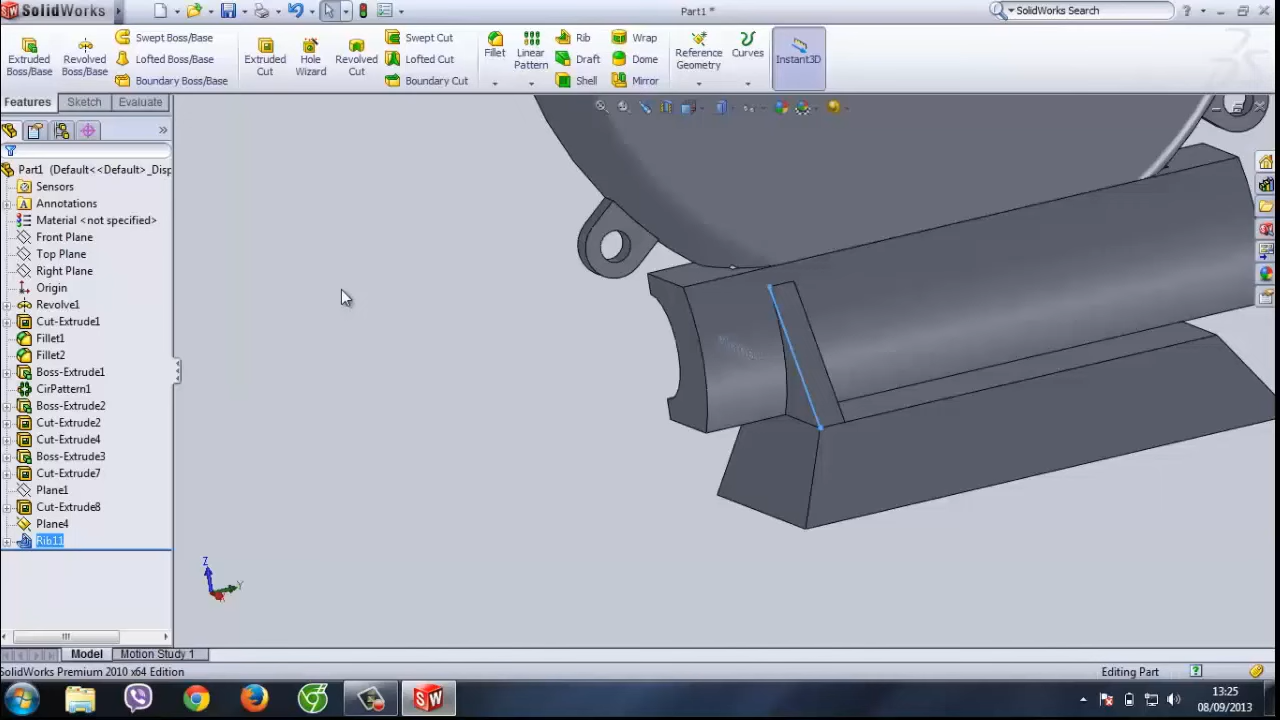 SolidWorks
Part1 *
SolidWorks Search
Extruded Boss/Base
Revolved Boss/Base
Swept Boss/Base
Lofted Boss/Base
Boundary Boss/Base
Extruded Cut
Hole Wizard
Revolved Cut
Swept Cut
Lofted Cut
Boundary Cut
Fillet
Linear Pattern
Rib
Draft
Shell
Wrap
Dome
Mirror
Reference Geometry
Curves
Instant3D
Features
Sketch
Evaluate
Part1 (Default<<Default>_Disp
Sensors
Annotations
Material <not specified>
Front Plane
Top Plane
Right Plane
Origin
Revolve1
Cut-Extrude1
Fillet1
Fillet2
Boss-Extrude1
CirPattern1
Boss-Extrude2
Cut-Extrude2
Cut-Extrude4
Boss-Extrude3
Cut-Extrude7
Plane1
Cut-Extrude8
Plane4
Rib11
Z
Y
Model
Motion Study 1
SolidWorks Premium 2010 x64 Edition
Editing Part
13:25
08/09/2013